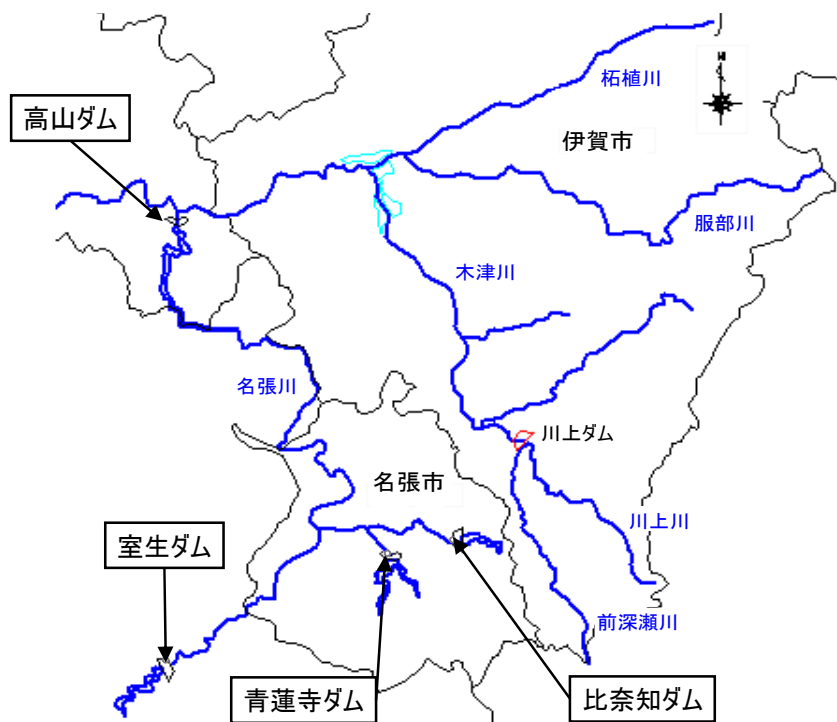 N
柘植川
高山ダム
伊賀市
服部川
木津川
名張川
川上ダム
名張市
川上川
室生ダム
前深瀬川
青蓮寺ダム
比奈知ダム